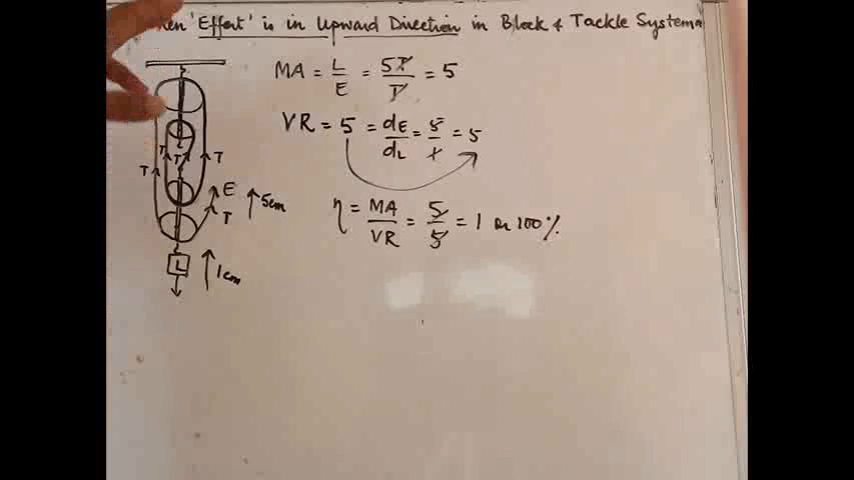 'Effort' is in Upward Direction in Block & Tackle System
MA = L/E = 5T/T = 5
VR = 5 = dE/dL = 5/1 = 5
η = MA/VR = 5/5 = 1 or 100%
T
T
T
T
E
T
5cm
L
1cm